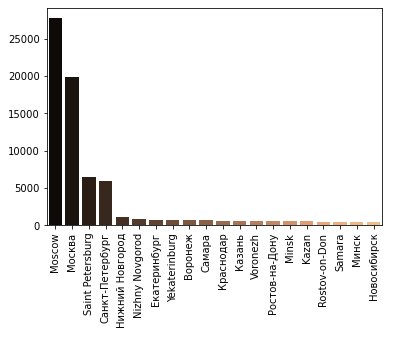 25000
20000
15000
10000
5000
0
Moscow
Москва
Saint Petersburg
Санкт-Петербург
Нижний Новгород
Nizhny Novgorod
Екатеринбург
Yekaterinburg
Воронеж
Самара
Краснодар
Казань
Voronezh
Ростов-на-Дону
Minsk
Kazan
Rostov-on-Don
Samara
Минск
Новосибирск